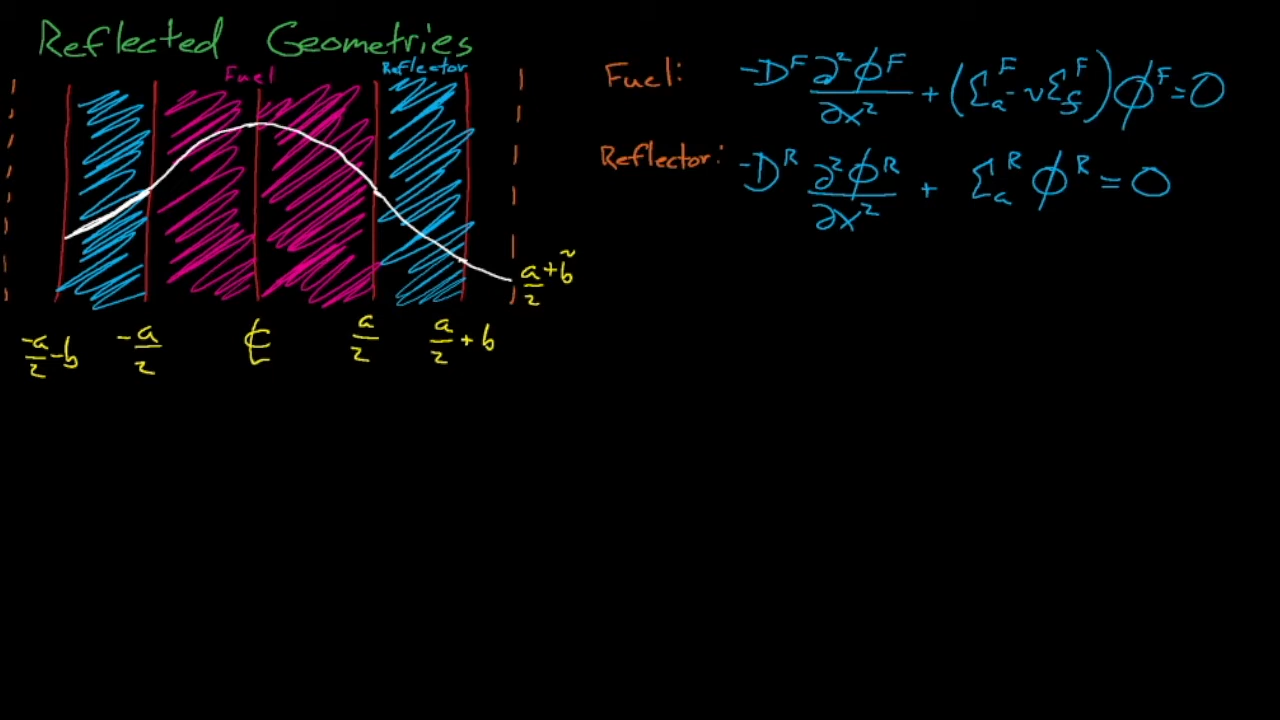 Reflected Geometries
Fuel
Reflector
-a/2 - b
-a/2
℄
a/2
a/2 + b
a/2 + b̃
Fuel: -D^F ∂²ϕ^F/∂x² + (Σ_a^F - νΣ_f^F)ϕ^F = 0
Reflector: -D^R ∂²ϕ^R/∂x² + Σ_a^R ϕ^R = 0